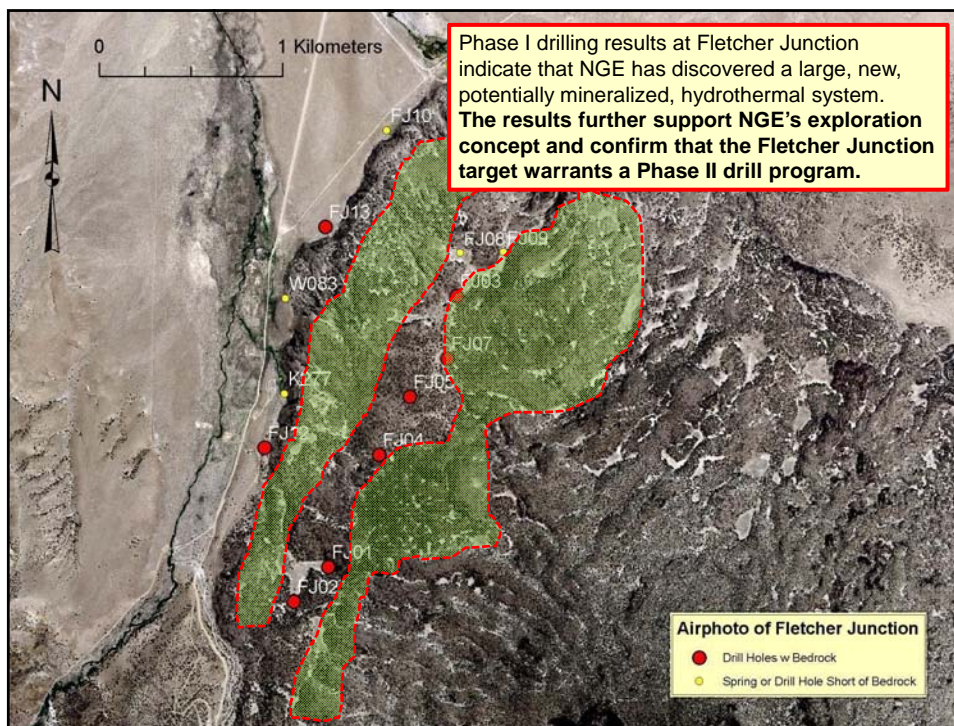 0 1 Kilometers
N
Phase I drilling results at Fletcher Junction
indicate that NGE has discovered a large, new,
potentially mineralized, hydrothermal system.
The results further support NGE's exploration
concept and confirm that the Fletcher Junction
target warrants a Phase II drill program.
FJ10
FJ13
FJ08
FJ09
W083
FJ03
FJ07
K277
FJ05
FJ04
FJ01
FJ02
Airphoto of Fletcher Junction
Drill Holes w Bedrock
Spring or Drill Hole Short of Bedrock